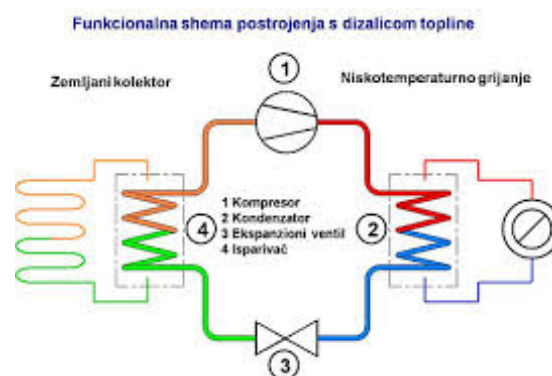 Funkcionalna shema postrojenja s dizalicom topline
Zemljani kolektor
1
Niskotemperaturno grijanje
1 Kompresor
2 Kondenzator
3 Ekspanzioni ventil
4 Isparivač
4
2
3